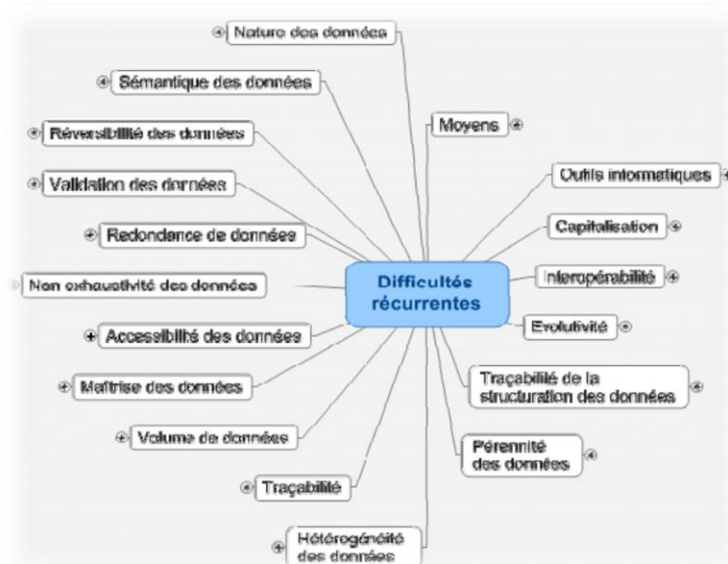 Nature des données
Sémantique des données
Réversibilité des données
Validation des données
Redondance de données
Non exhaustivité des données
Accessibilité des données
Maîtrise des données
Volume de données
Traçabilité
Hétérogénéité
des données
Difficultés
récurrentes
Moyens
Outils informatiques
Capitalisation
Interopérabilité
Evolutivité
Traçabilité de la
structuration des données
Pérennité
des données